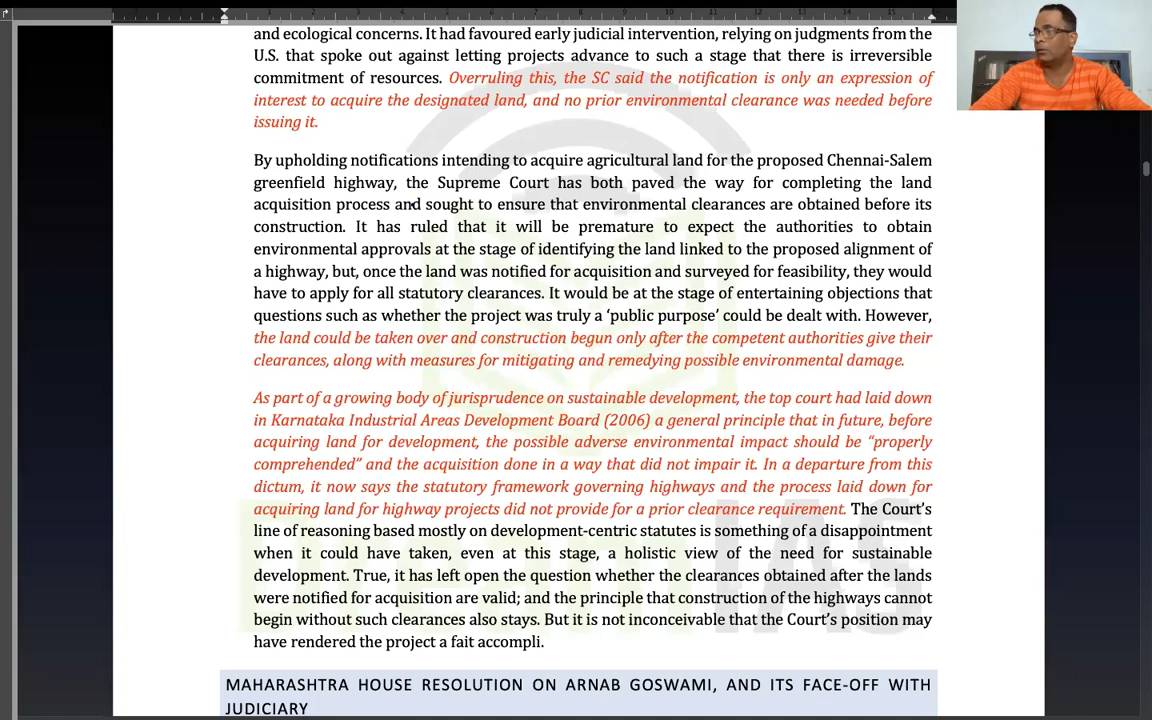 and ecological concerns. It had favoured early judicial intervention, relying on judgments from the
U.S. that spoke out against letting projects advance to such a stage that there is irreversible
commitment of resources. Overruling this, the SC said the notification is only an expression of
interest to acquire the designated land, and no prior environmental clearance was needed before
issuing it.
By upholding notifications intending to acquire agricultural land for the proposed Chennai-Salem
greenfield highway, the Supreme Court has both paved the way for completing the land
acquisition process and sought to ensure that environmental clearances are obtained before its
construction. It has ruled that it will be premature to expect the authorities to obtain
environmental approvals at the stage of identifying the land linked to the proposed alignment of
a highway, but, once the land was notified for acquisition and surveyed for feasibility, they would
have to apply for all statutory clearances. It would be at the stage of entertaining objections that
questions such as whether the project was truly a ‘public purpose’ could be dealt with. However,
the land could be taken over and construction begun only after the competent authorities give their
clearances, along with measures for mitigating and remedying possible environmental damage.
As part of a growing body of jurisprudence on sustainable development, the top court had laid down
in Karnataka Industrial Areas Development Board (2006) a general principle that in future, before
acquiring land for development, the possible adverse environmental impact should be “properly
comprehended” and the acquisition done in a way that did not impair it. In a departure from this
dictum, it now says the statutory framework governing highways and the process laid down for
acquiring land for highway projects did not provide for a prior clearance requirement. The Court’s
line of reasoning based mostly on development-centric statutes is something of a disappointment
when it could have taken, even at this stage, a holistic view of the need for sustainable
development. True, it has left open the question whether the clearances obtained after the lands
were notified for acquisition are valid; and the principle that construction of the highways cannot
begin without such clearances also stays. But it is not inconceivable that the Court’s position may
have rendered the project a fait accompli.
MAHARASHTRA HOUSE RESOLUTION ON ARNAB GOSWAMI, AND ITS FACE-OFF WITH
JUDICIARY